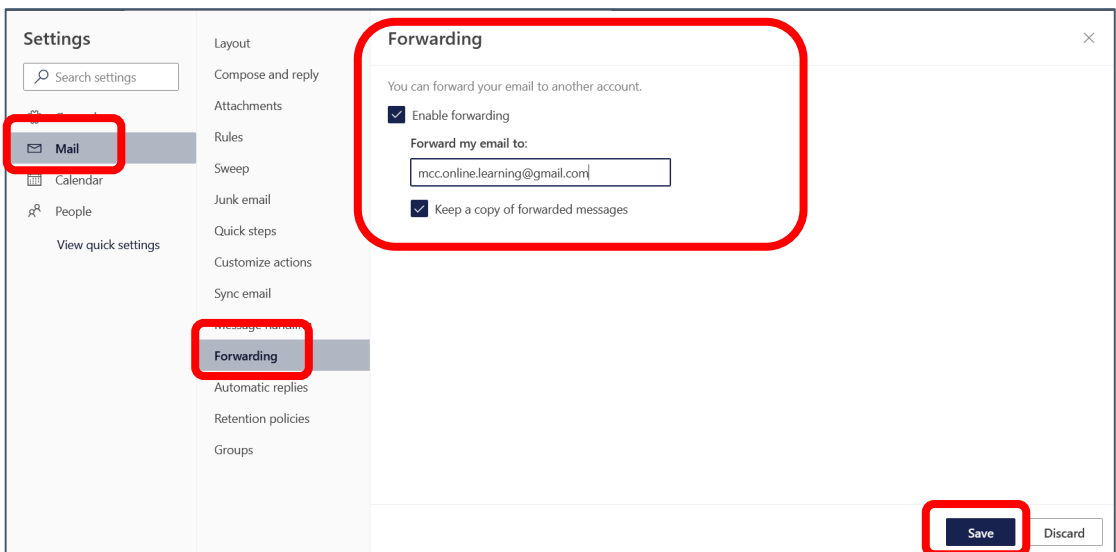 Settings
Search settings
Mail
Calendar
People
View quick settings
Layout
Compose and reply
Attachments
Rules
Sweep
Junk email
Quick steps
Customize actions
Sync email
Message handling
Forwarding
Automatic replies
Retention policies
Groups
Forwarding
You can forward your email to another account.
Enable forwarding
Forward my email to:
mcc.online.learning@gmail.com
Keep a copy of forwarded messages
Save
Discard